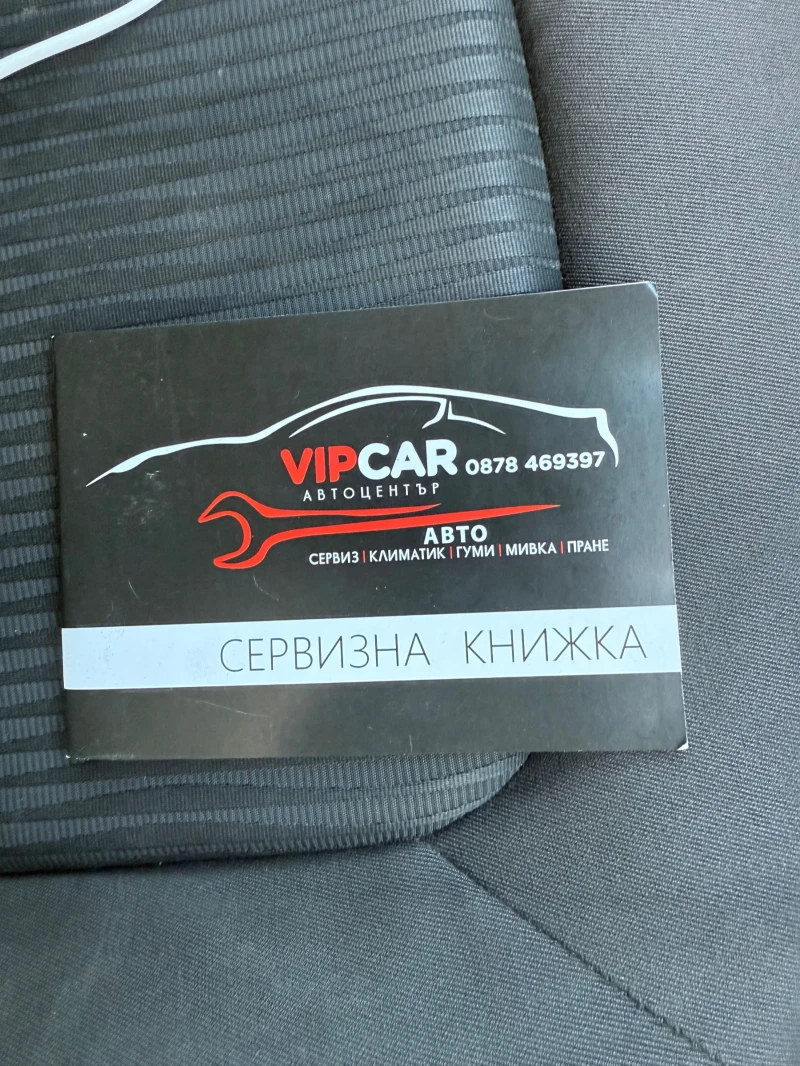 VIPCAR 0878 469397
АВТОЦЕНТЪР
АВТО
СЕРВИЗ | КЛИМАТИК | ГУМИ | МИВКА | ПРАНЕ
СЕРВИЗНА КНИЖКА